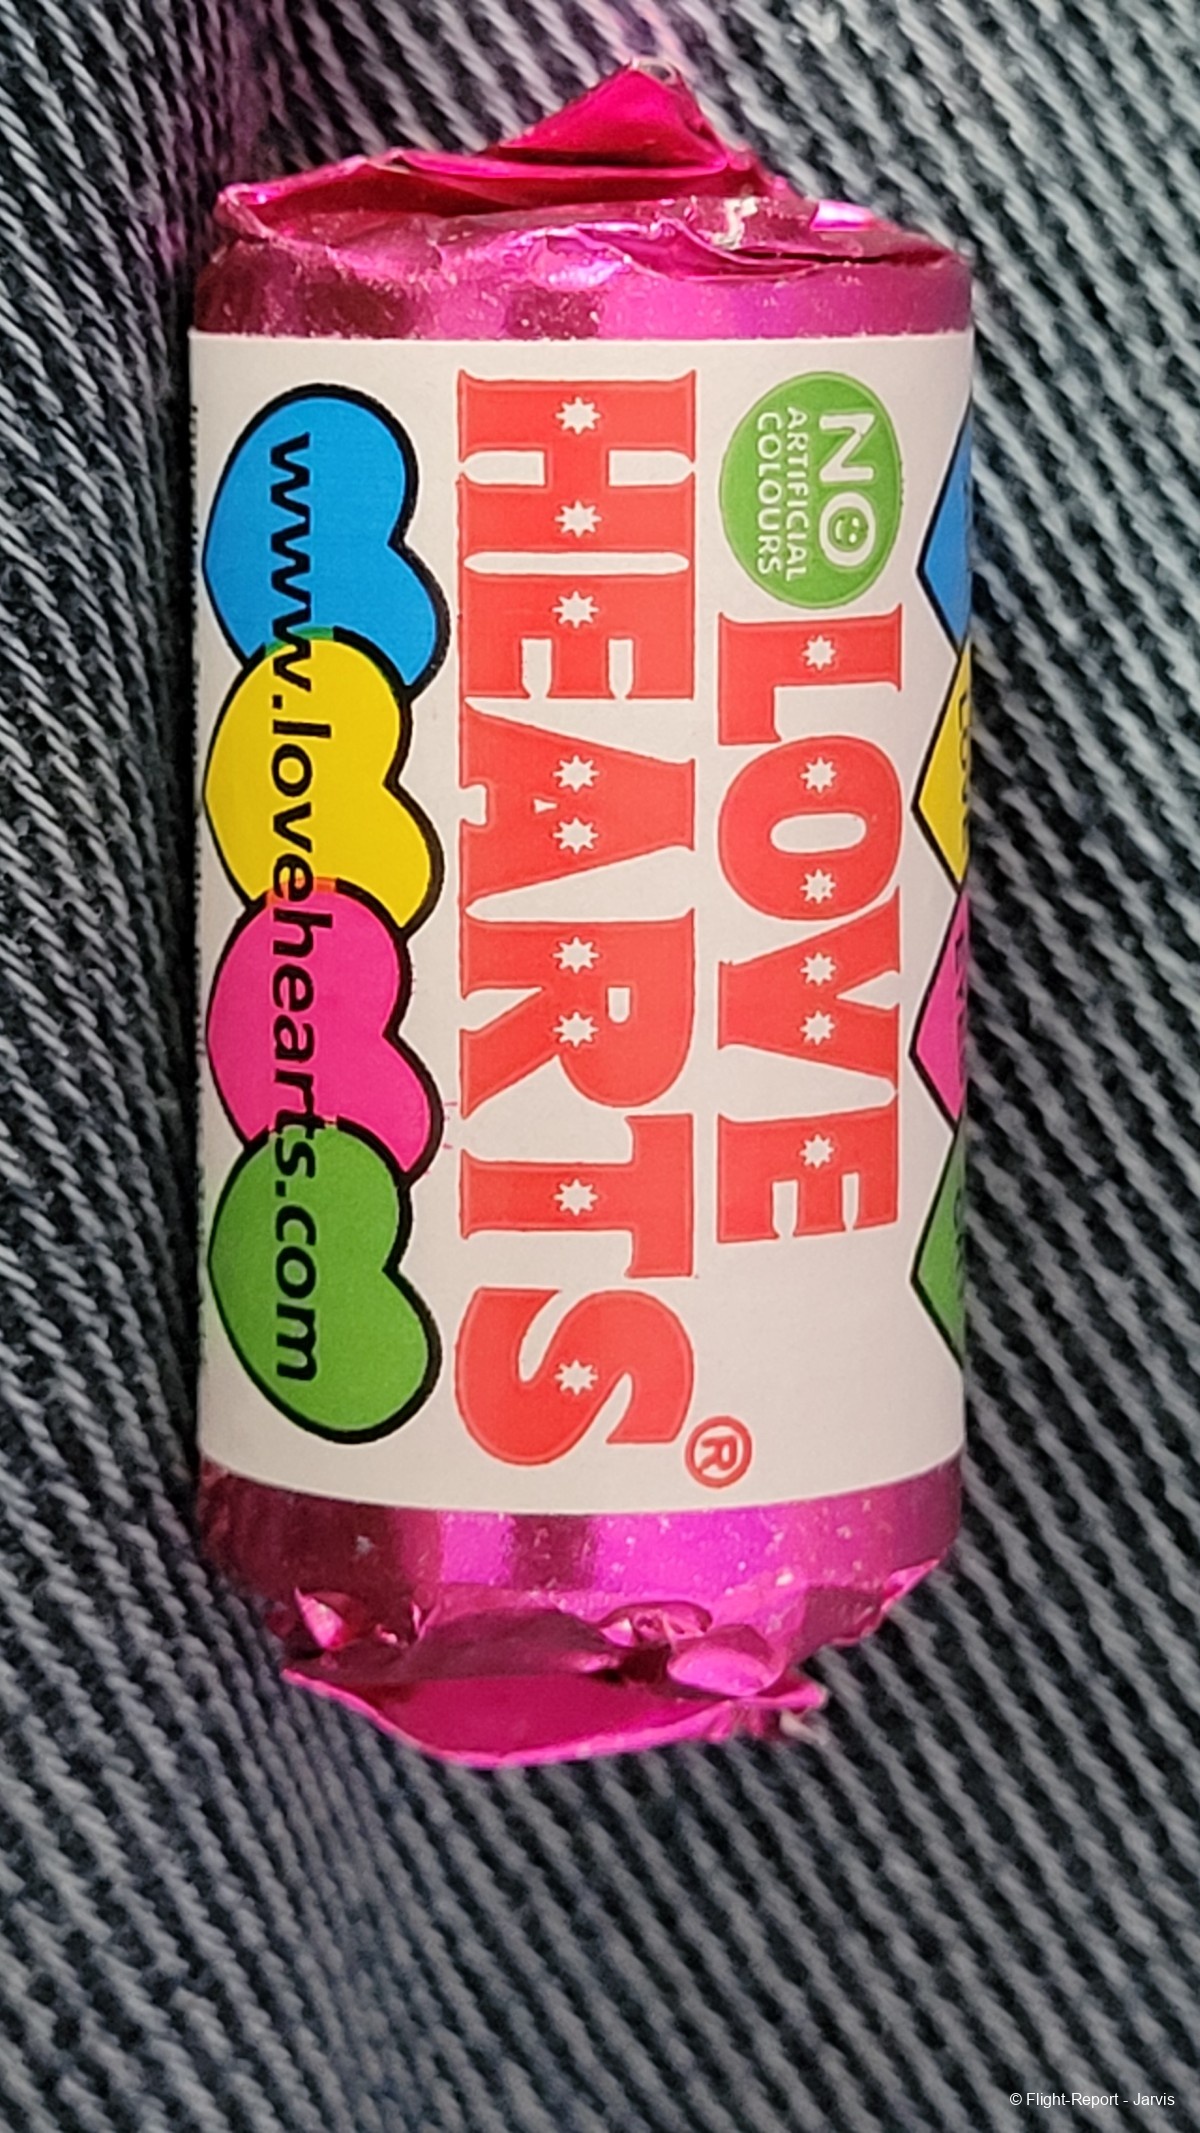 NO
ARTIFICIAL
COLOURS
LOVE
HEARTS®
www.lovehearts.com
© Flight-Report - Jarvis